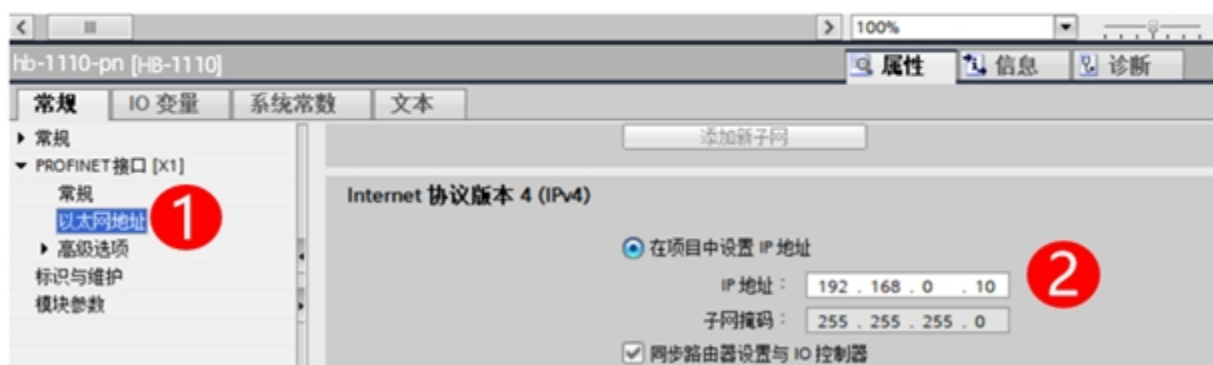 100%
hb-1110-pn [HB-1110]
属性 信息 诊断
常规 IO 变量 系统常数 文本
常规
添加新子网
PROFINET接口 [X1]
常规
Internet 协议版本 4 (IPv4)
以太网地址
1
高级选项
在项目中设置 IP 地址
标识与维护
IP 地址：
192 . 168 . 0 . 10
2
模块参数
子网掩码：
255 . 255 . 255 . 0
同步路由器设置与 IO 控制器